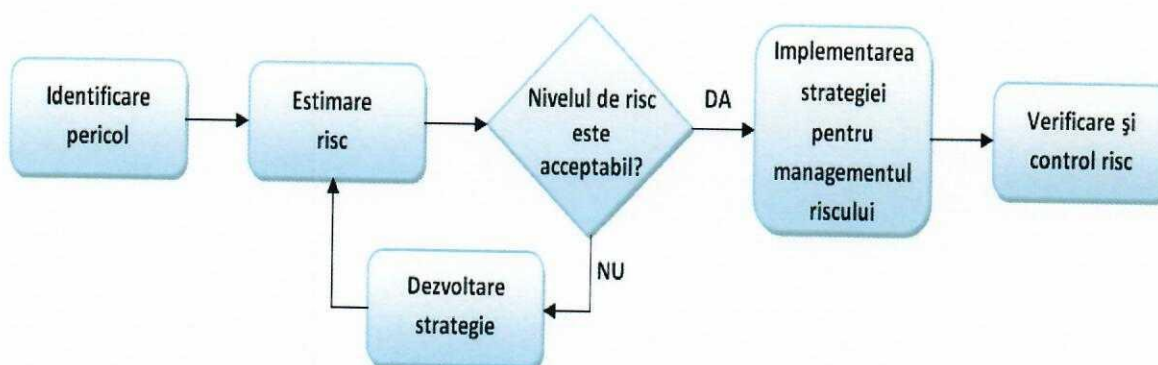 Identificare
pericol
Estimare
risc
Nivelul de risc
este
acceptabil?
DA
Implementarea
strategiei
pentru
managementul
riscului
Verificare și
control risc
NU
Dezvoltare
strategie